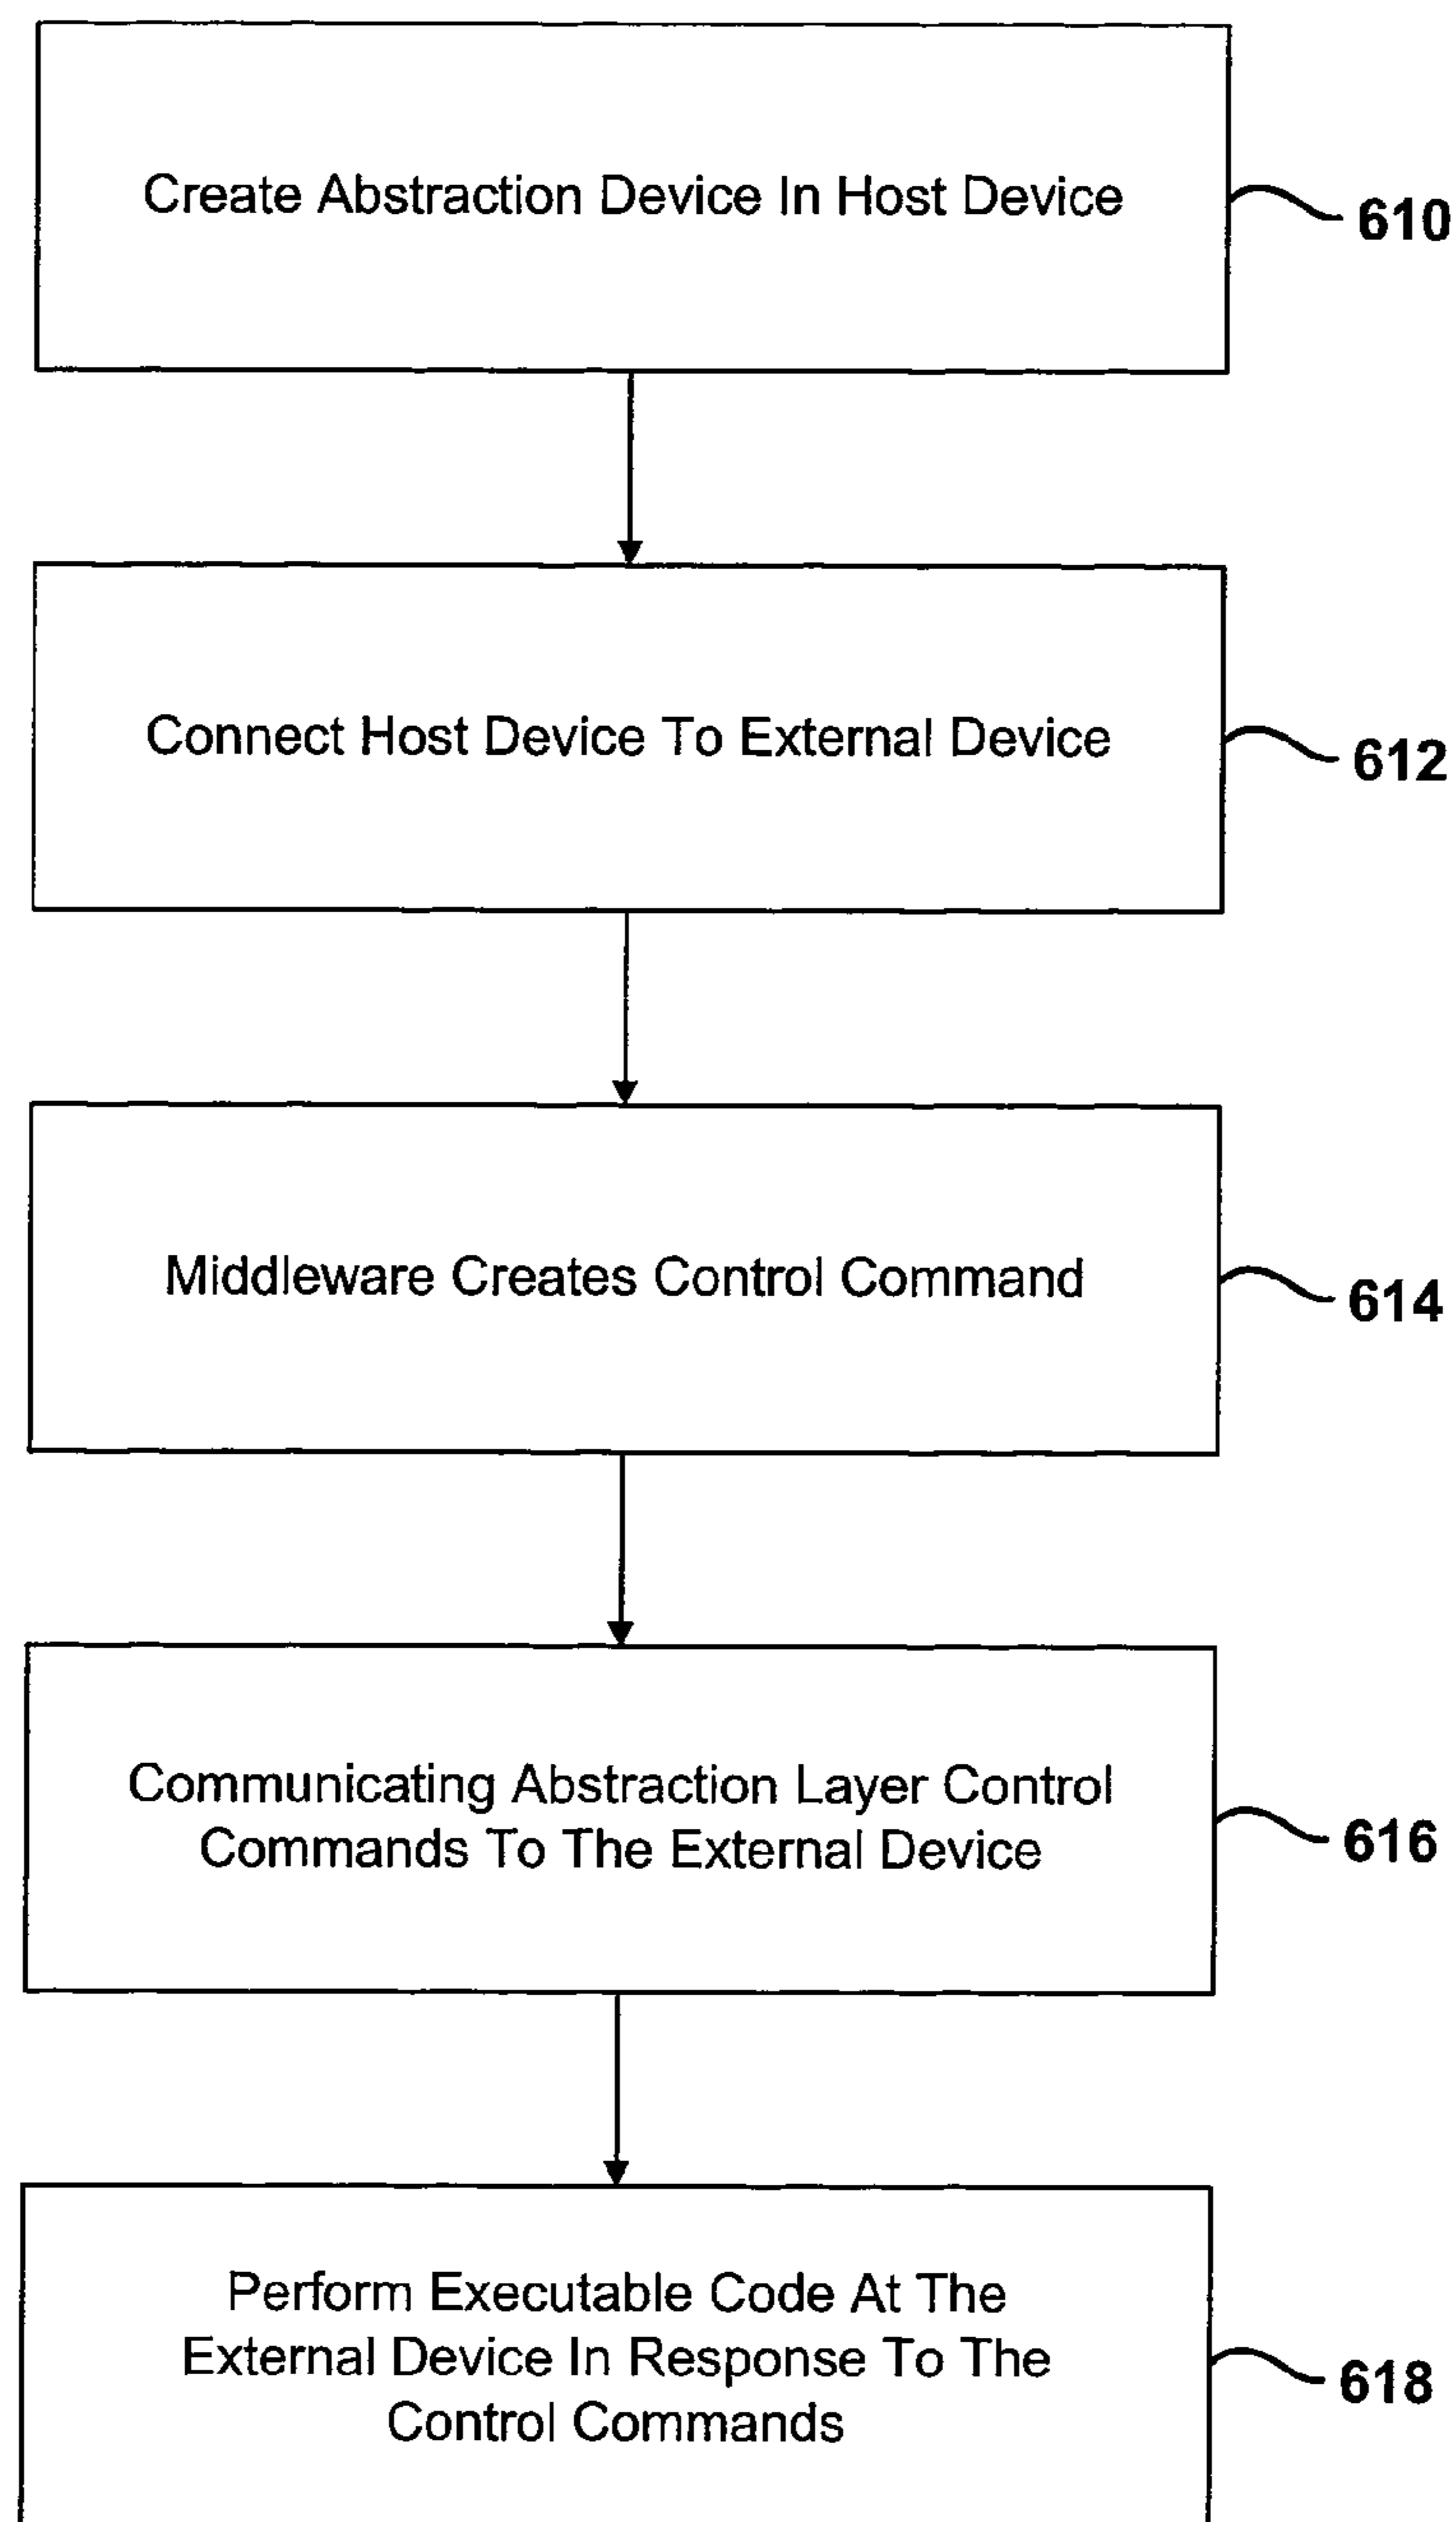 Create Abstraction Device In Host Device
610
Connect Host Device To External Device
612
Middleware Creates Control Command
614
Communicating Abstraction Layer Control
Commands To The External Device
616
Perform Executable Code At The
External Device In Response To The
Control Commands
618